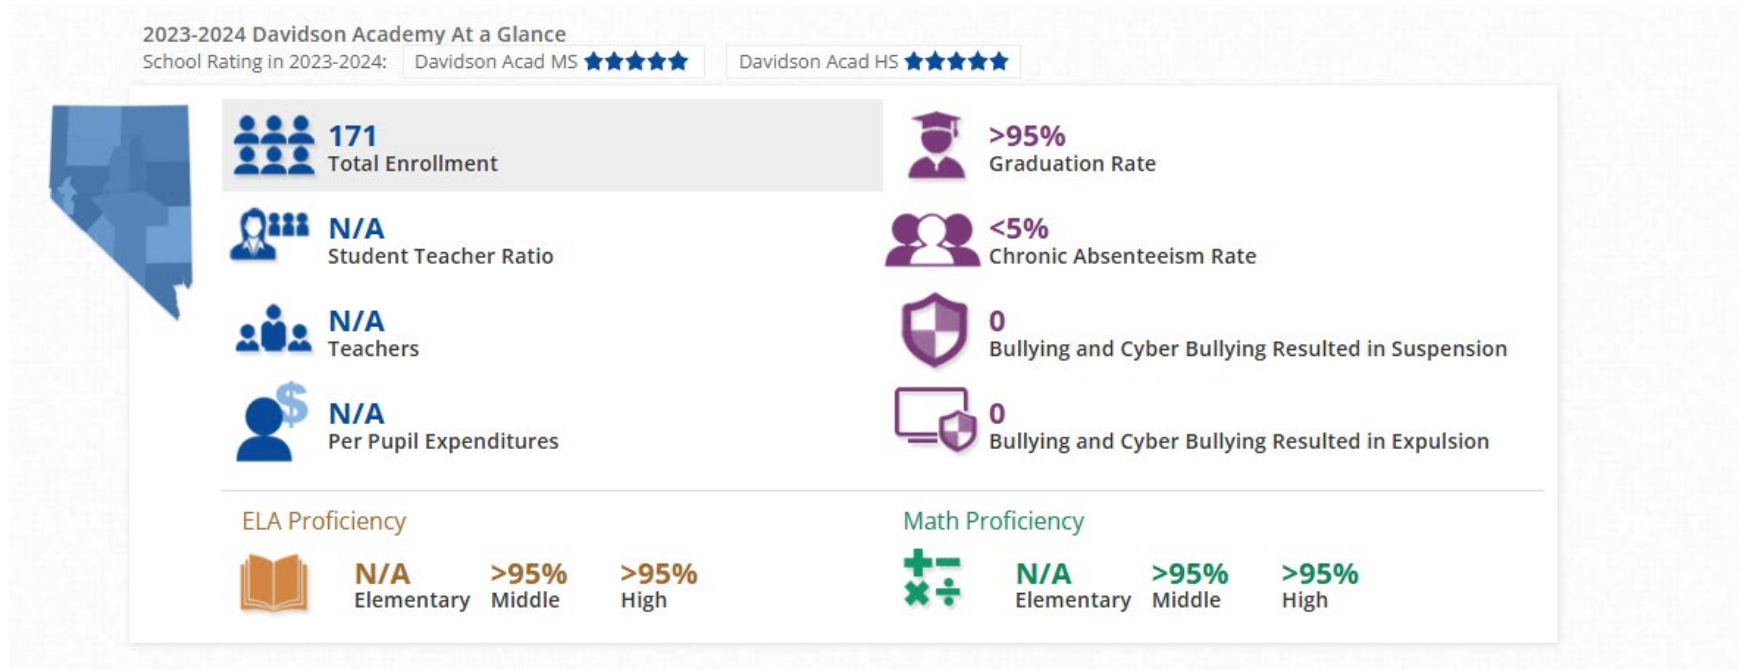 2023-2024 Davidson Academy At a Glance
School Rating in 2023-2024: Davidson Acad MS ★★★★★ Davidson Acad HS ★★★★★
171
Total Enrollment
>95%
Graduation Rate
N/A
Student Teacher Ratio
<5%
Chronic Absenteeism Rate
N/A
Teachers
0
Bullying and Cyber Bullying Resulted in Suspension
$
N/A
Per Pupil Expenditures
0
Bullying and Cyber Bullying Resulted in Expulsion
ELA Proficiency
N/A >95% >95%
Elementary Middle High
Math Proficiency
N/A >95% >95%
Elementary Middle High